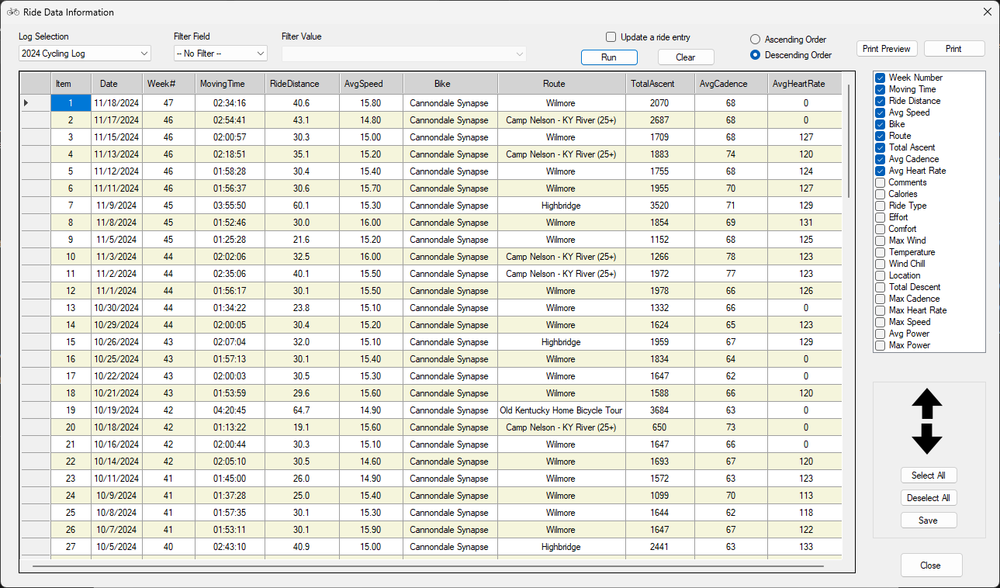 Ride Data Information
Log Selection
Filter Field
Filter Value
Update a ride entry
Ascending Order
2024 Cycling Log
-- No Filter --
Run
Clear
Descending Order
Print Preview
Print
Item Date Week# MovingTime RideDistance AvgSpeed Bike Route TotalAscent AvgCadence AvgHeartRate
1 11/18/2024 47 02:34:16 40.6 15.80 Cannondale Synapse Wilmore 2070 68 0
2 11/17/2024 46 02:54:41 43.1 14.80 Cannondale Synapse Camp Nelson - KY River (25+) 2687 68 0
3 11/15/2024 46 02:00:57 30.3 15.00 Cannondale Synapse Wilmore 1709 68 127
4 11/13/2024 46 02:18:51 35.1 15.20 Cannondale Synapse Camp Nelson - KY River (25+) 1883 74 120
5 11/12/2024 46 01:58:28 30.4 15.40 Cannondale Synapse Wilmore 1755 68 124
6 11/11/2024 46 01:56:37 30.6 15.70 Cannondale Synapse Wilmore 1955 70 127
7 11/9/2024 45 03:55:50 60.1 15.30 Cannondale Synapse Highbridge 3520 71 129
8 11/8/2024 45 01:52:46 30.0 16.00 Cannondale Synapse Wilmore 1854 69 131
9 11/5/2024 45 01:25:28 21.6 15.20 Cannondale Synapse Wilmore 1152 68 125
10 11/3/2024 44 02:02:06 32.5 16.00 Cannondale Synapse Camp Nelson - KY River (25+) 1266 78 123
11 11/2/2024 44 02:35:06 40.1 15.50 Cannondale Synapse Camp Nelson - KY River (25+) 1972 77 123
12 11/1/2024 44 01:56:17 30.1 15.50 Cannondale Synapse Wilmore 1978 66 126
13 10/30/2024 44 01:34:22 23.8 15.10 Cannondale Synapse Wilmore 1332 66 0
14 10/29/2024 44 02:00:05 30.4 15.20 Cannondale Synapse Wilmore 1624 65 123
15 10/26/2024 43 02:07:04 32.0 15.10 Cannondale Synapse Highbridge 1959 67 129
16 10/25/2024 43 01:57:13 30.1 15.40 Cannondale Synapse Wilmore 1834 64 0
17 10/22/2024 43 02:00:03 30.5 15.30 Cannondale Synapse Wilmore 1647 62 0
18 10/21/2024 43 01:53:59 29.6 15.60 Cannondale Synapse Wilmore 1588 66 120
19 10/19/2024 42 04:20:45 64.7 14.90 Cannondale Synapse Old Kentucky Home Bicycle Tour 3684 63 0
20 10/18/2024 42 01:13:22 19.1 15.60 Cannondale Synapse Camp Nelson - KY River (25+) 650 73 0
21 10/16/2024 42 02:00:44 30.3 15.10 Cannondale Synapse Wilmore 1647 66 0
22 10/14/2024 42 02:05:10 30.5 14.60 Cannondale Synapse Wilmore 1693 67 120
23 10/11/2024 41 01:45:00 26.0 14.90 Cannondale Synapse Wilmore 1572 63 123
24 10/9/2024 41 01:37:28 25.0 15.40 Cannondale Synapse Wilmore 1099 70 113
25 10/8/2024 41 01:57:35 30.1 15.30 Cannondale Synapse Wilmore 1644 62 118
26 10/7/2024 41 01:53:11 30.1 15.90 Cannondale Synapse Wilmore 1647 67 122
27 10/5/2024 40 02:43:10 40.9 15.00 Cannondale Synapse Highbridge 2441 63 133
Week Number
Moving Time
Ride Distance
Avg Speed
Bike
Route
Total Ascent
Avg Cadence
Avg Heart Rate
Comments
Calories
Ride Type
Effort
Comfort
Max Wind
Temperature
Wind Chill
Location
Total Descent
Max Cadence
Max Heart Rate
Max Speed
Avg Power
Max Power
Select All
Deselect All
Save
Close